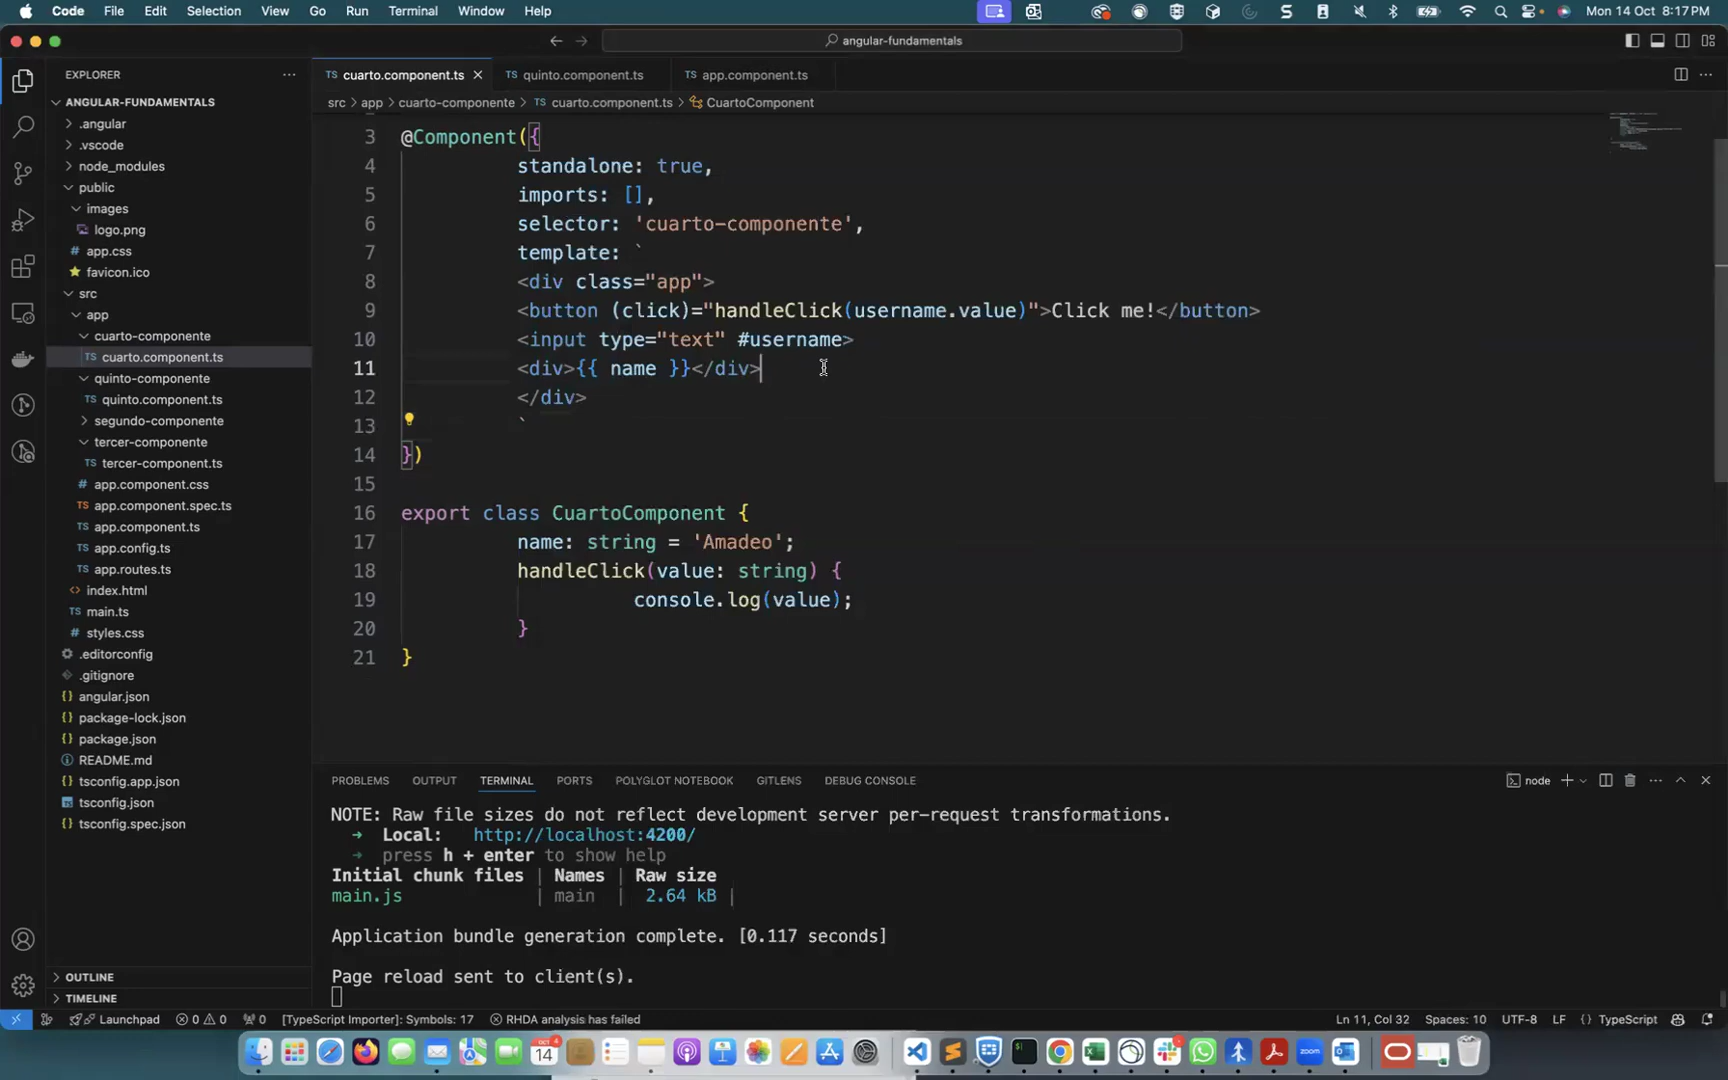 Code File Edit Selection View Go Run Terminal Window Help
Mon 14 Oct 8:17 PM
angular-fundamentals
EXPLORER
cuarto.component.ts
quinto.component.ts
app.component.ts
src > app > cuarto-componente > cuarto.component.ts > CuartoComponent
ANGULAR-FUNDAMENTALS
.angular
.vscode
node_modules
public
images
logo.png
app.css
favicon.ico
src
app
cuarto-componente
cuarto.component.ts
quinto-componente
quinto.component.ts
segundo-componente
tercer-componente
tercer-component.ts
app.component.css
app.component.spec.ts
app.component.ts
app.config.ts
app.routes.ts
index.html
main.ts
styles.css
.editorconfig
.gitignore
angular.json
package-lock.json
package.json
README.md
tsconfig.app.json
tsconfig.json
tsconfig.spec.json
OUTLINE
TIMELINE
3 @Component({
4 standalone: true,
5 imports: [],
6 selector: 'cuarto-componente',
7 template: `
8 <div class="app">
9 <button (click)="handleClick(username.value)">Click me!</button>
10 <input type="text" #username>
11 <div>{{ name }}</div>
12 </div>
13 `
14 })
15
16 export class CuartoComponent {
17 name: string = 'Amadeo';
18 handleClick(value: string) {
19 console.log(value);
20 }
21 }
PROBLEMS OUTPUT TERMINAL PORTS POLYGLOT NOTEBOOK GITLENS DEBUG CONSOLE
node
NOTE: Raw file sizes do not reflect development server per-request transformations.
➜ Local: http://localhost:4200/
➜ press h + enter to show help
Initial chunk files | Names | Raw size
main.js | main | 2.64 kB |
Application bundle generation complete. [0.117 seconds]
Page reload sent to client(s).
Launchpad 0 0 0 [TypeScript Importer]: Symbols: 17 RHDA analysis has failed
Ln 11, Col 32 Spaces: 10 UTF-8 LF {} TypeScript
OCT
14
zoom